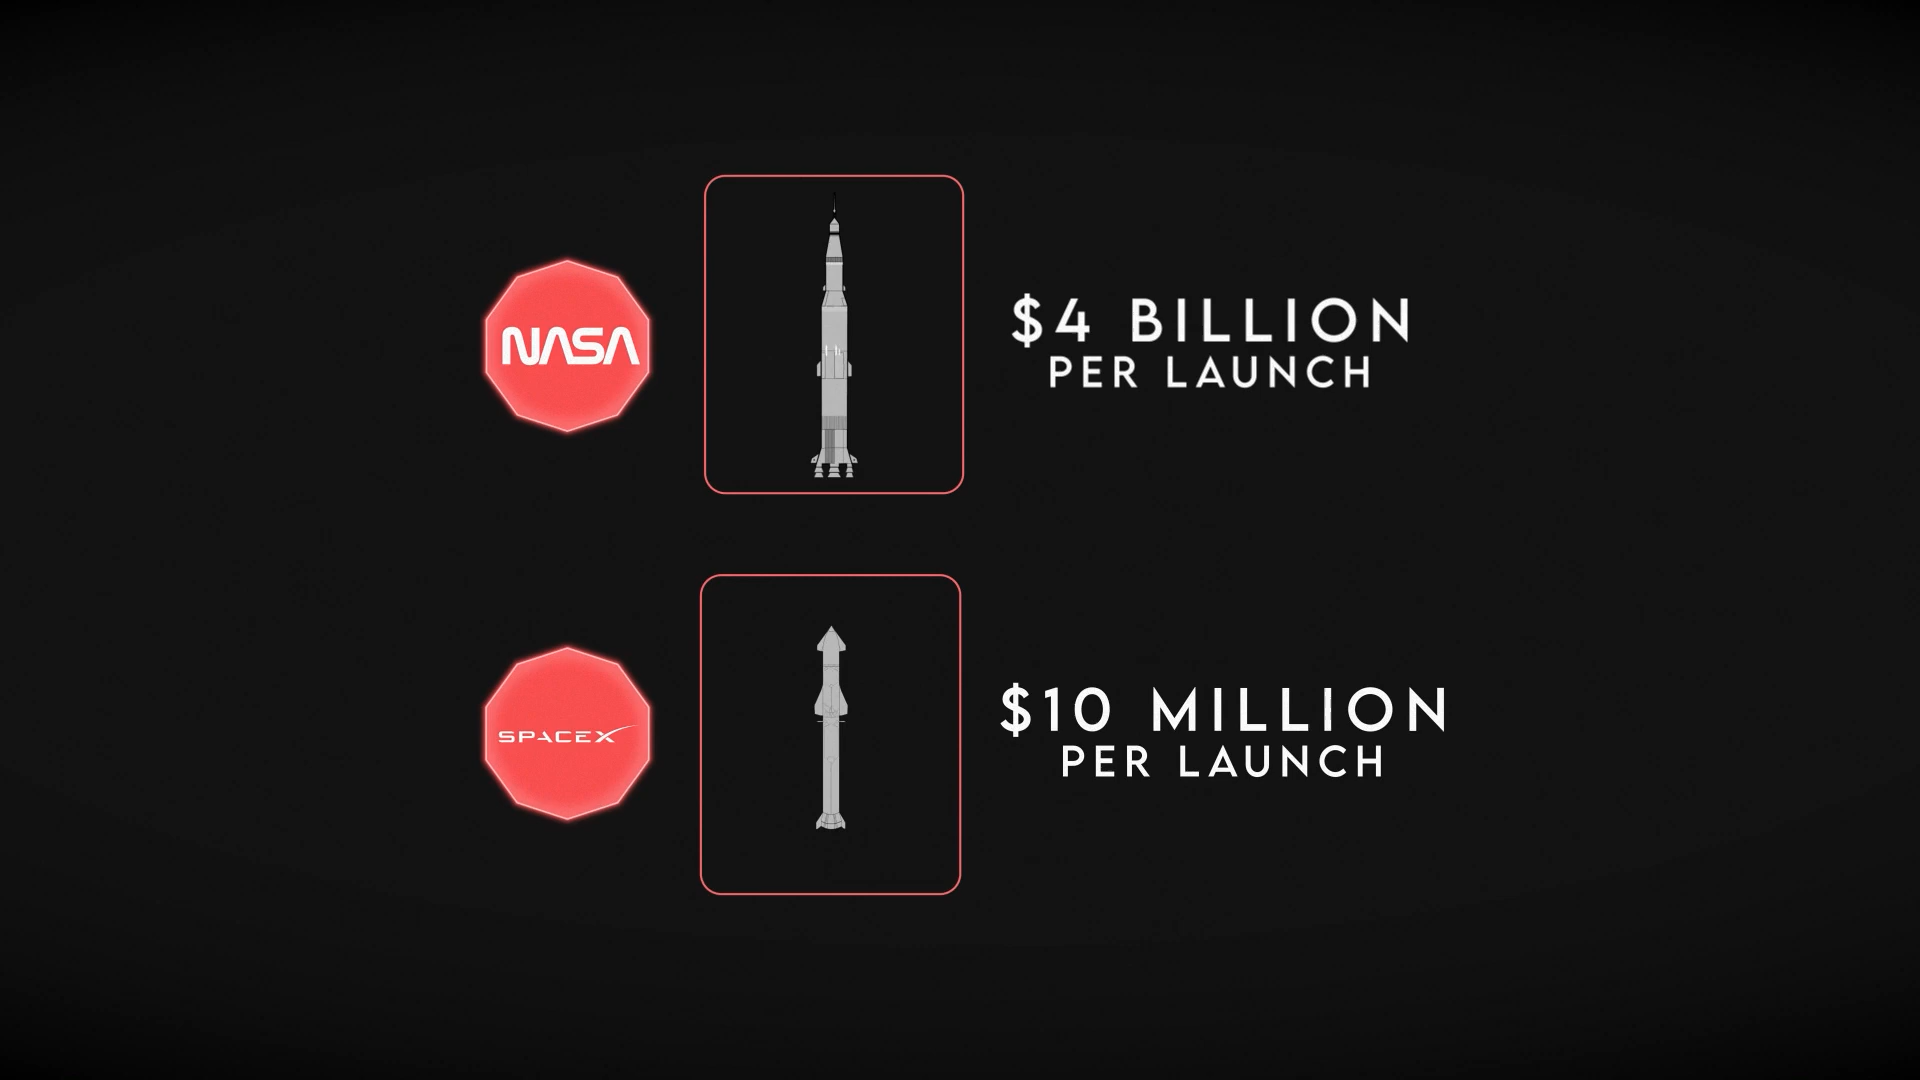 NASA
$4 BILLION
PER LAUNCH
SPACEX
$10 MILLION
PER LAUNCH